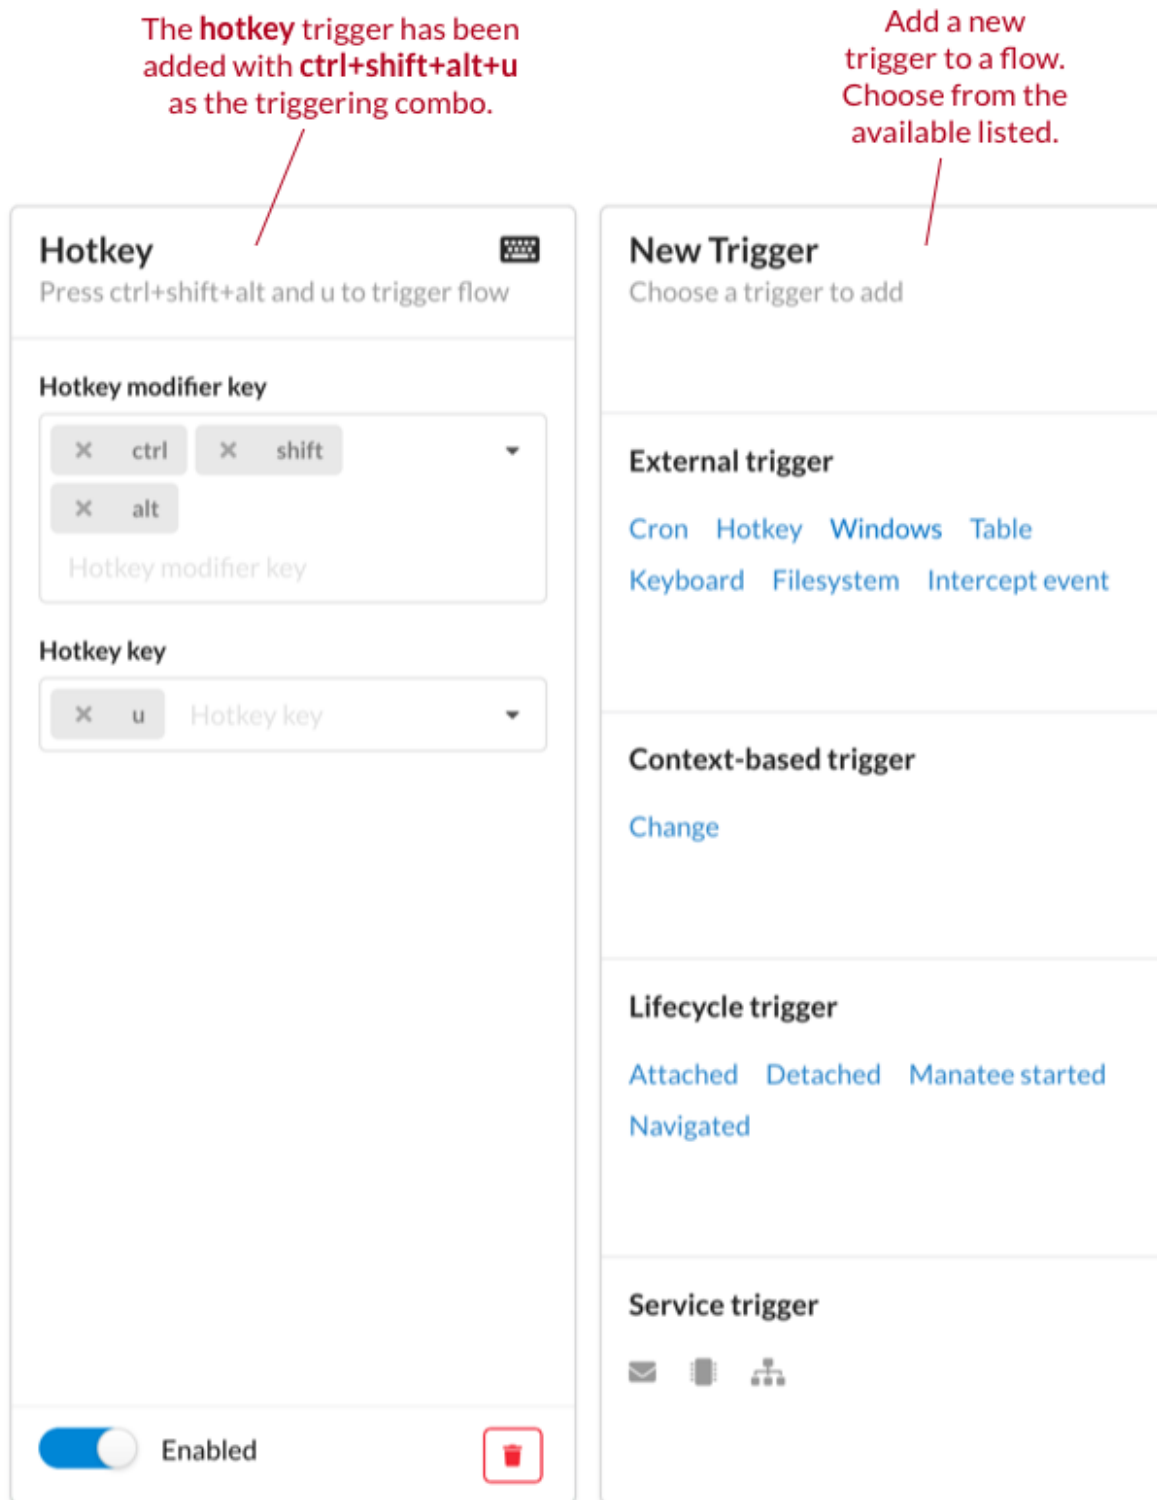 The hotkey trigger has been
added with ctrl+shift+alt+u
as the triggering combo.
Add a new
trigger to a flow.
Choose from the
available listed.
Hotkey
Press ctrl+shift+alt and u to trigger flow
Hotkey modifier key
ctrl shift
alt
Hotkey modifier key
Hotkey key
u Hotkey key
Enabled
New Trigger
Choose a trigger to add
External trigger
Cron Hotkey Windows Table
Keyboard Filesystem Intercept event
Context-based trigger
Change
Lifecycle trigger
Attached Detached Manatee started
Navigated
Service trigger